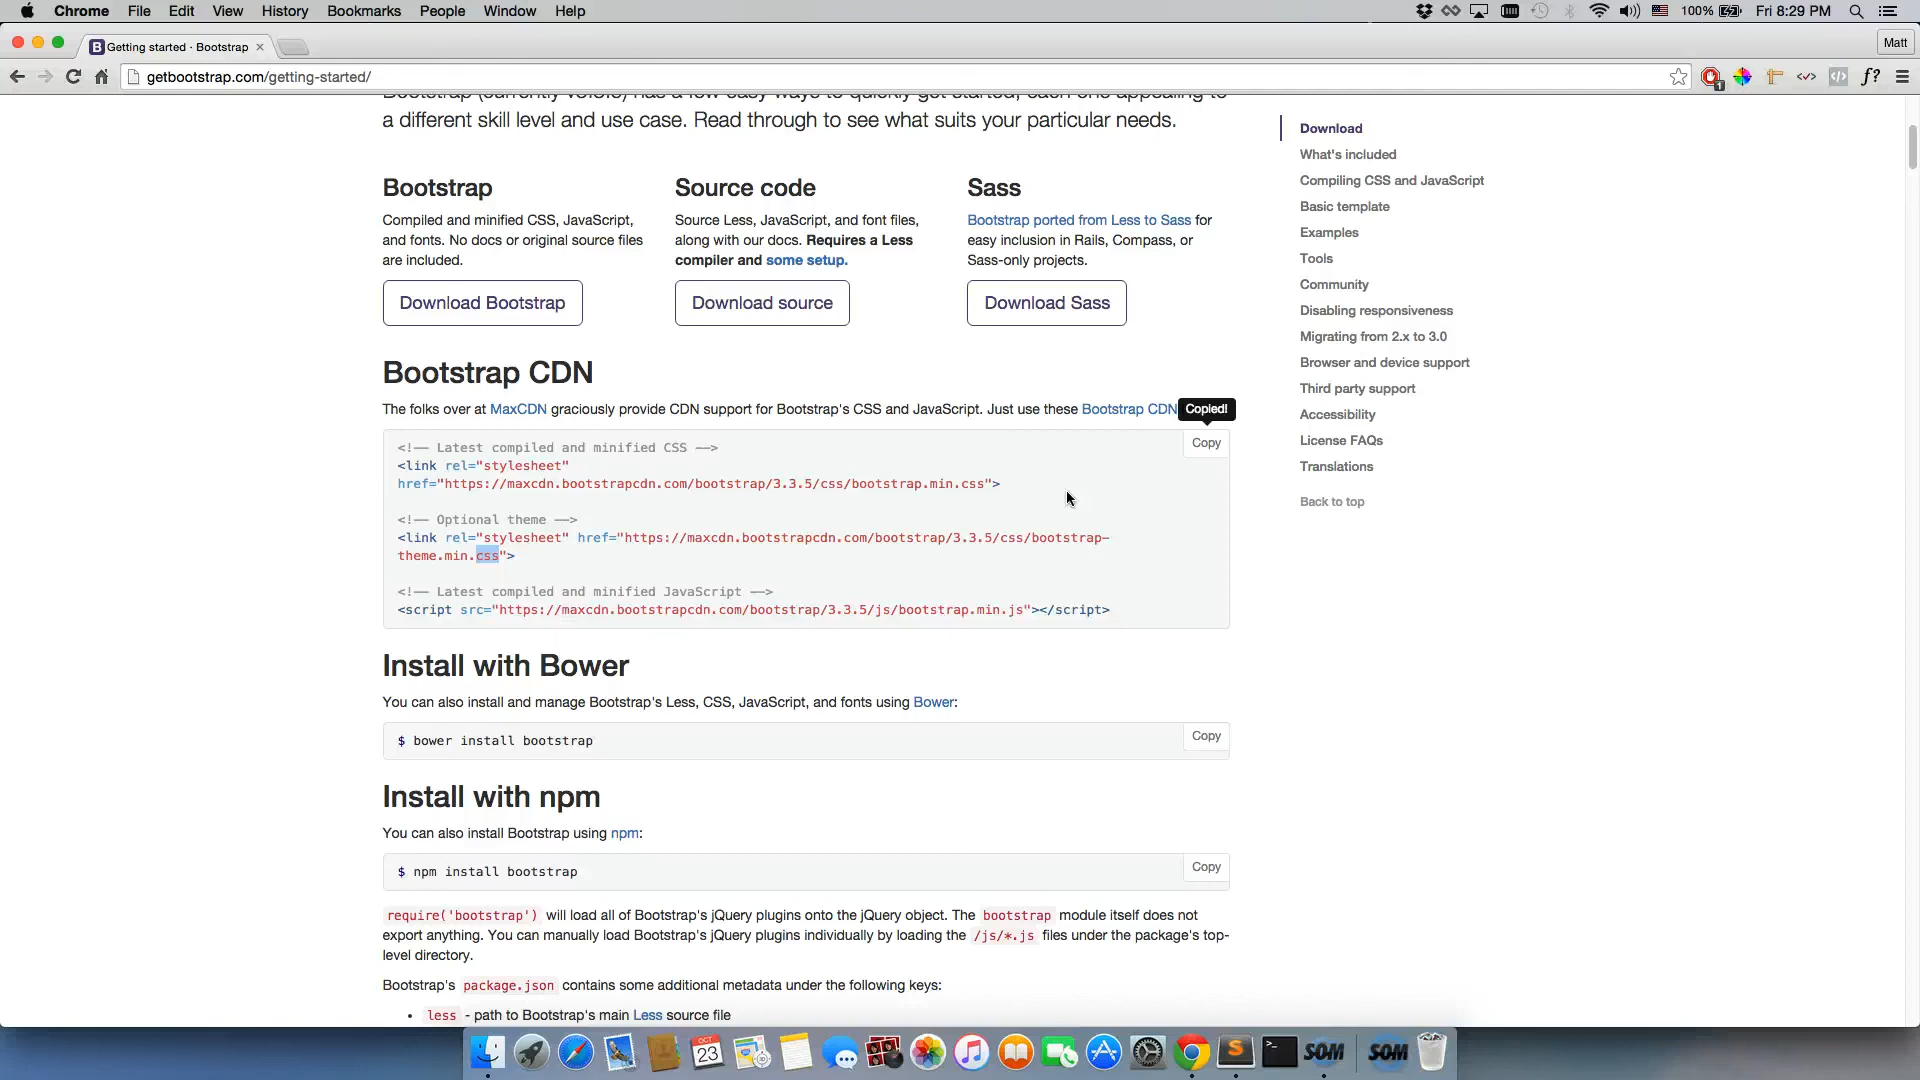 Chrome File Edit View History Bookmarks People Window Help
100% Fri 8:29 PM
Getting started · Bootstrap
Matt
getbootstrap.com/getting-started/
a different skill level and use case. Read through to see what suits your particular needs.
Bootstrap
Compiled and minified CSS, JavaScript,
and fonts. No docs or original source files
are included.
Download Bootstrap
Source code
Source Less, JavaScript, and font files,
along with our docs. Requires a Less
compiler and some setup.
Download source
Sass
Bootstrap ported from Less to Sass for
easy inclusion in Rails, Compass, or
Sass-only projects.
Download Sass
Bootstrap CDN
The folks over at MaxCDN graciously provide CDN support for Bootstrap's CSS and JavaScript. Just use these Bootstrap CDN
Copied!
Copy
<!-- Latest compiled and minified CSS -->
<link rel="stylesheet"
href="https://maxcdn.bootstrapcdn.com/bootstrap/3.3.5/css/bootstrap.min.css">
<!-- Optional theme -->
<link rel="stylesheet" href="https://maxcdn.bootstrapcdn.com/bootstrap/3.3.5/css/bootstrap-
theme.min.css">
<!-- Latest compiled and minified JavaScript -->
<script src="https://maxcdn.bootstrapcdn.com/bootstrap/3.3.5/js/bootstrap.min.js"></script>
Install with Bower
You can also install and manage Bootstrap's Less, CSS, JavaScript, and fonts using Bower:
$ bower install bootstrap
Copy
Install with npm
You can also install Bootstrap using npm:
$ npm install bootstrap
Copy
require('bootstrap') will load all of Bootstrap's jQuery plugins onto the jQuery object. The bootstrap module itself does not
export anything. You can manually load Bootstrap's jQuery plugins individually by loading the /js/*.js files under the package's top-
level directory.
Bootstrap's package.json contains some additional metadata under the following keys:
• less - path to Bootstrap's main Less source file
Download
What's included
Compiling CSS and JavaScript
Basic template
Examples
Tools
Community
Disabling responsiveness
Migrating from 2.x to 3.0
Browser and device support
Third party support
Accessibility
License FAQs
Translations
Back to top
OCT
23
SOM
SOM